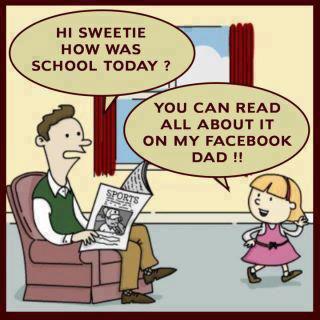 HI SWEETIE
HOW WAS
SCHOOL TODAY ?
YOU CAN READ
ALL ABOUT IT
ON MY FACEBOOK
DAD !!
SPORTS